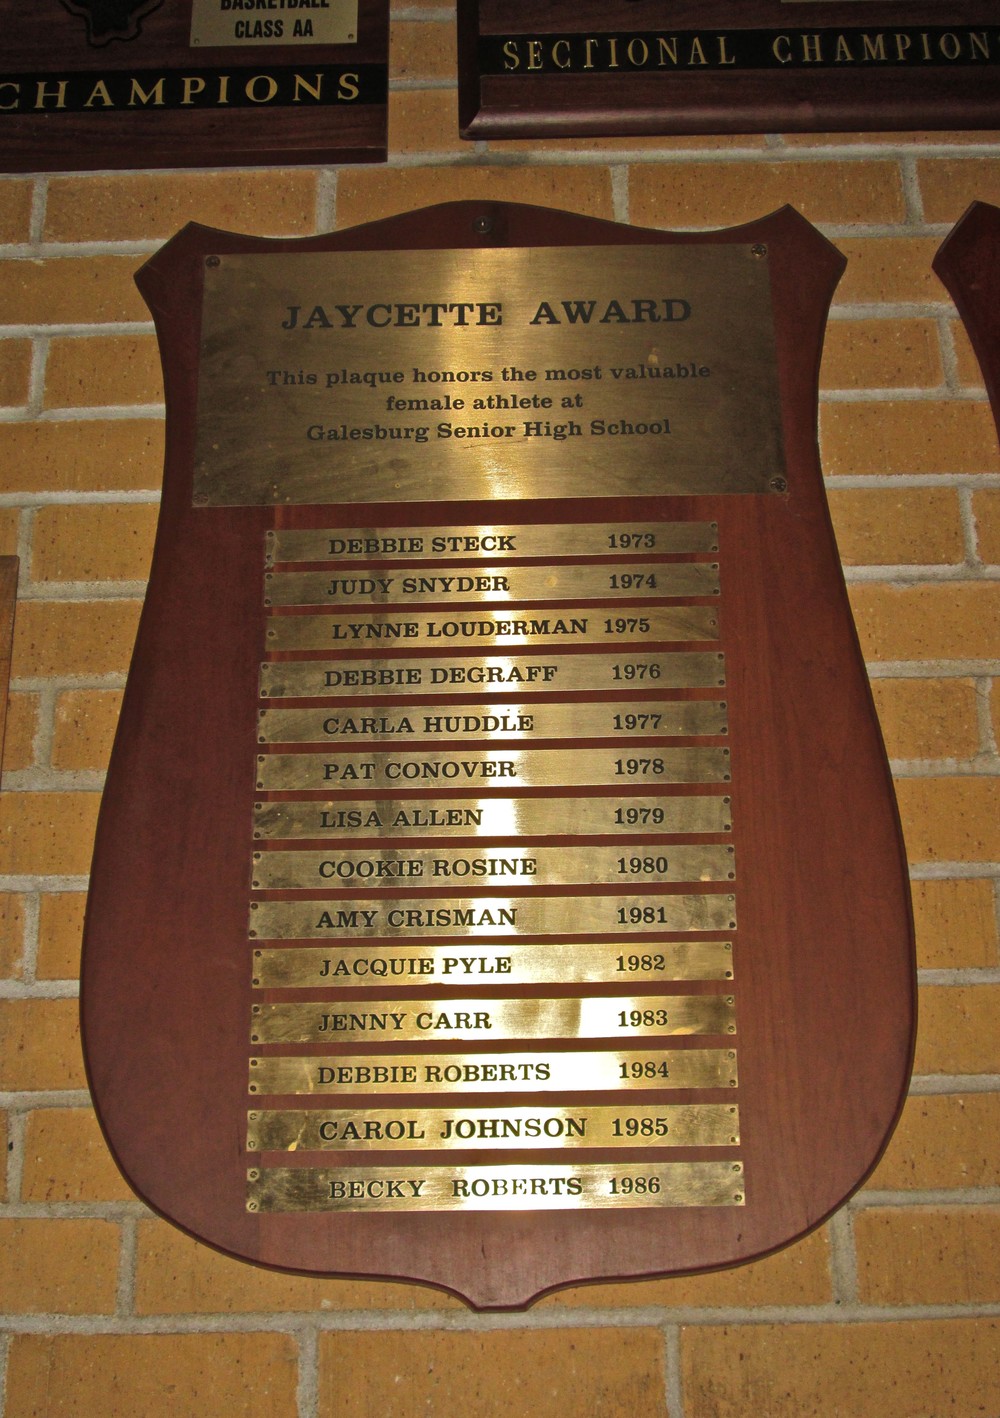 BASKETBALL
CLASS AA
CHAMPIONS
SECTIONAL CHAMPION
JAYCETTE AWARD
This plaque honors the most valuable
female athlete at
Galesburg Senior High School
DEBBIE STECK 1973
JUDY SNYDER 1974
LYNNE LOUDERMAN 1975
DEBBIE DEGRAFF 1976
CARLA HUDDLE 1977
PAT CONOVER 1978
LISA ALLEN 1979
COOKIE ROSINE 1980
AMY CRISMAN 1981
JACQUIE PYLE 1982
JENNY CARR 1983
DEBBIE ROBERTS 1984
CAROL JOHNSON 1985
BECKY ROBERTS 1986